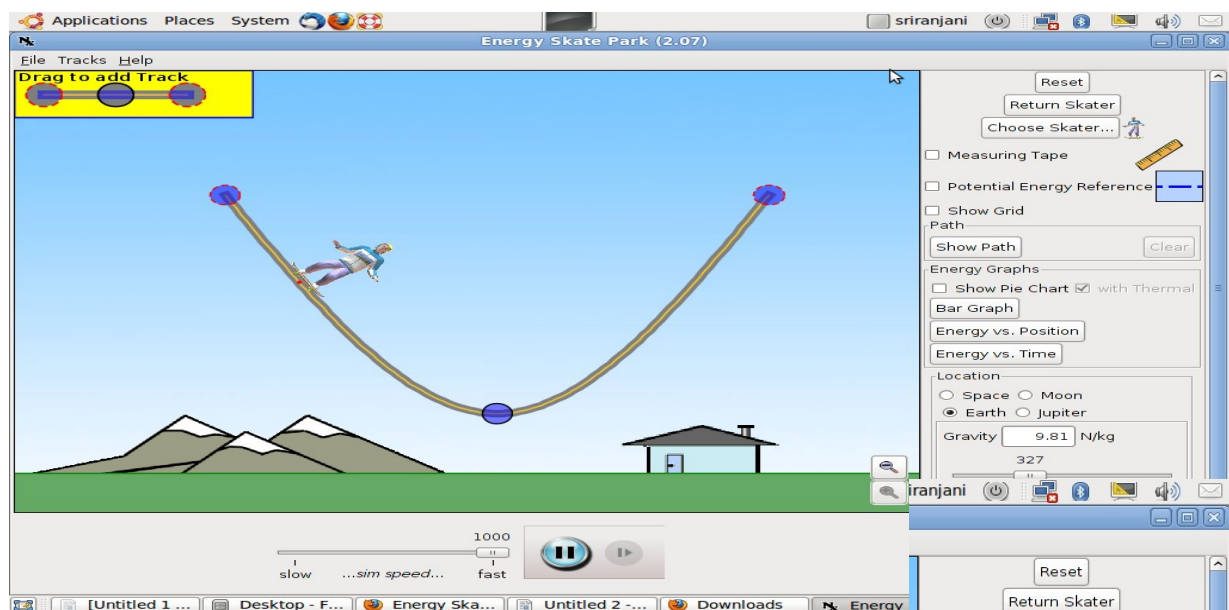 Applications Places System sriranjani
Energy Skate Park (2.07)
File Tracks Help
Drag to add Track
Reset
Return Skater
Choose Skater...
Measuring Tape
Potential Energy Reference
Show Grid
Path
Show Path Clear
Energy Graphs
Show Pie Chart with Thermal
Bar Graph
Energy vs. Position
Energy vs. Time
Location
Space Moon
Earth Jupiter
Gravity 9.81 N/kg
327
iranjani
1000
slow ...sim speed... fast
Reset
Return Skater
[Untitled 1 ... Desktop - F... Energy Ska... Untitled 2 -... Downloads Energy